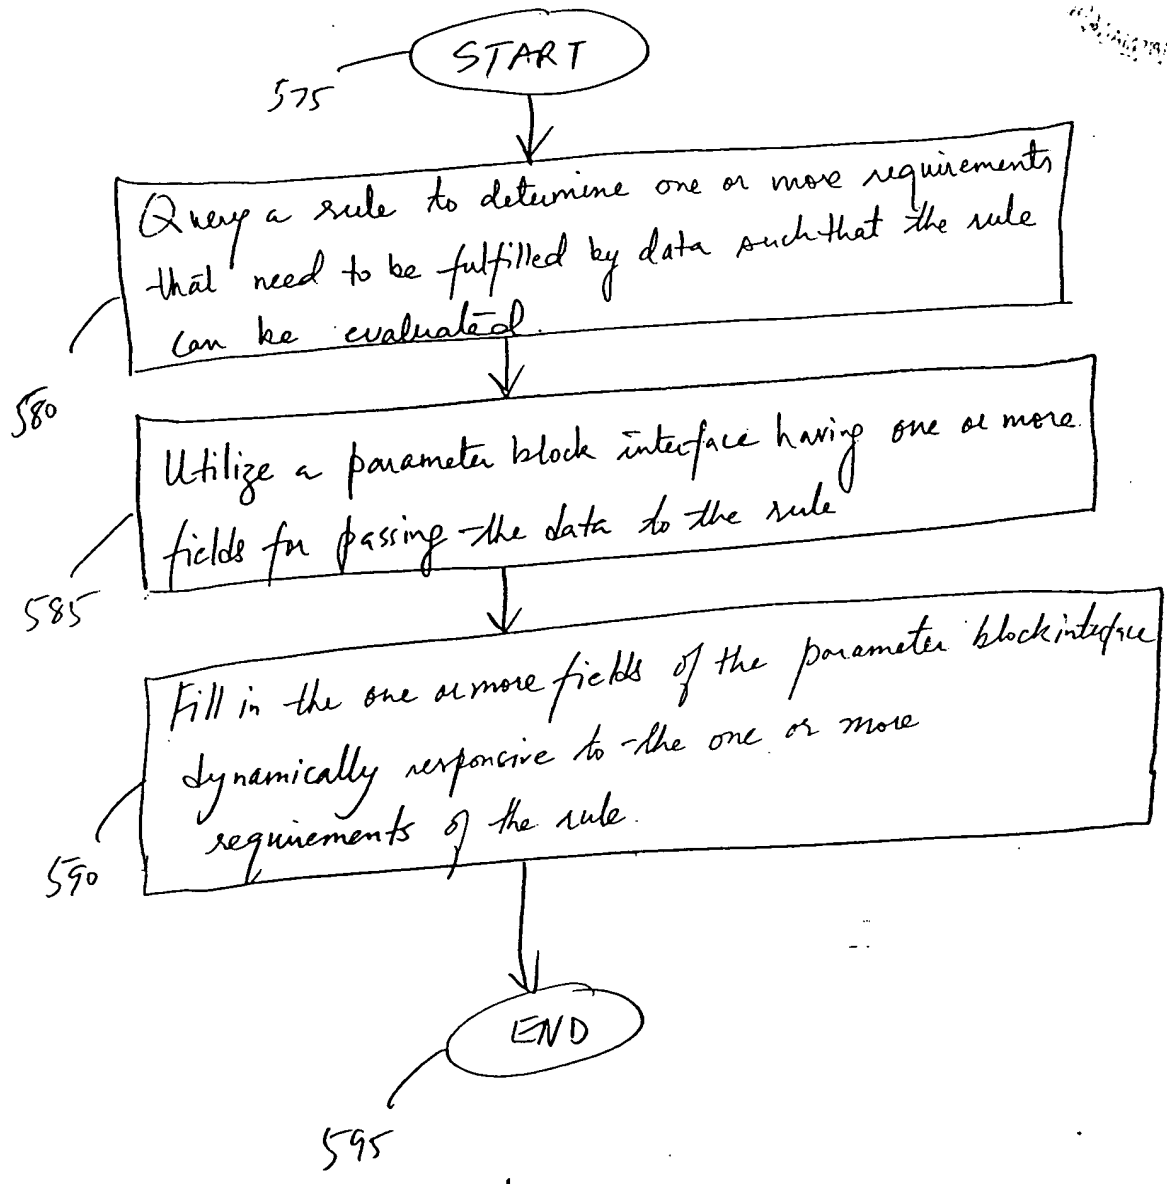 START
575
Query a rule to determine one or more requirements
that need to be fulfilled by data such that the rule
can be evaluated.
580
Utilize a parameter block interface having one or more
fields for passing the data to the rule
585
Fill in the one or more fields of the parameter block interface
dynamically responsive to the one or more
requirements of the rule.
590
END
595